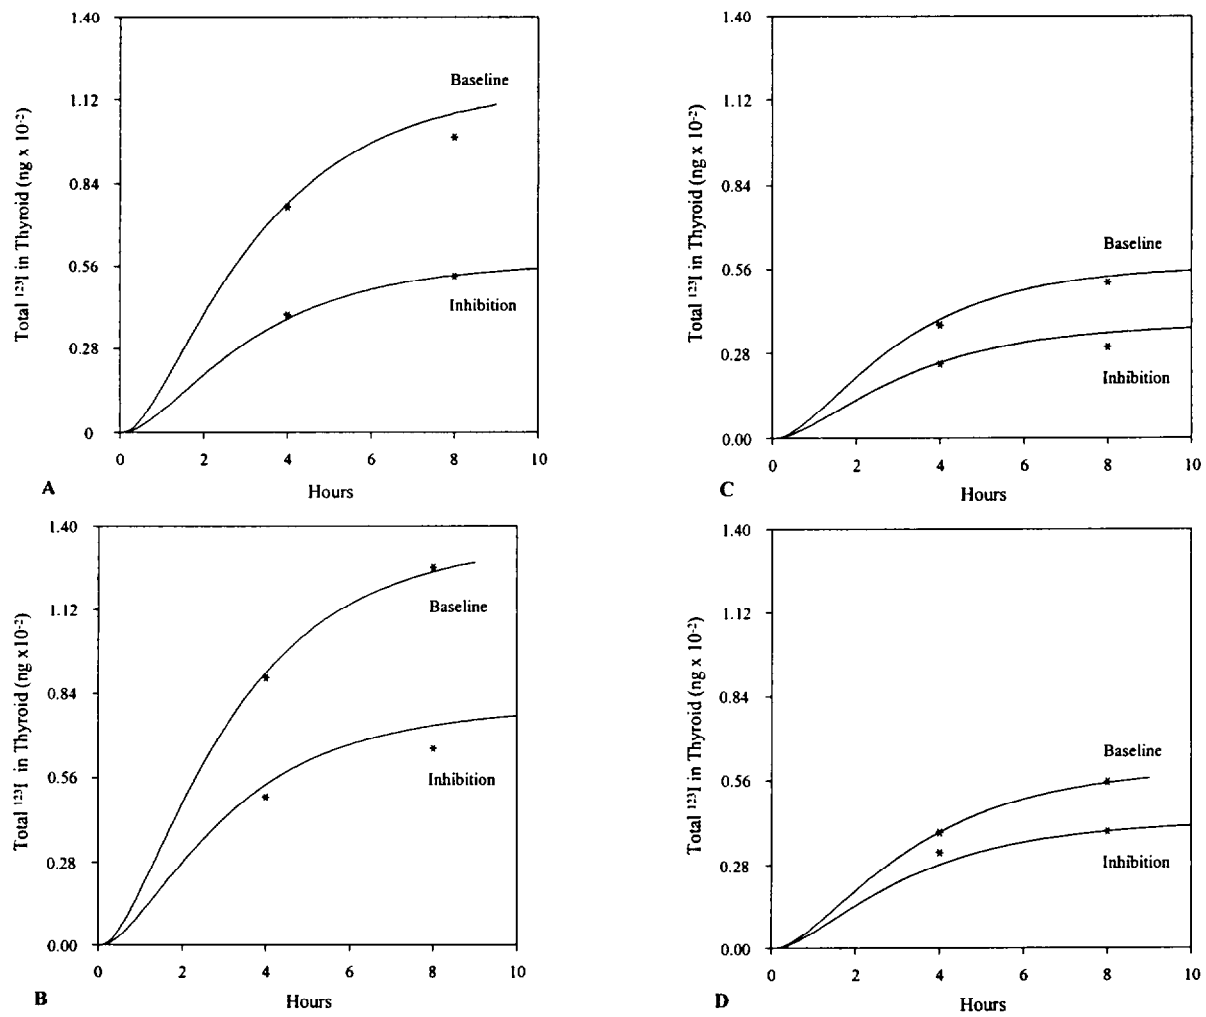 1.40
1.12
0.84
0.56
0.28
0
0 2 4 6 8 10
Total ¹²³I in Thyroid (ng x 10⁻²)
Baseline
Inhibition
Hours
A
1.40
1.12
0.84
0.56
0.28
0.00
0 2 4 6 8 10
Total ¹²³I in Thyroid (ng x 10⁻²)
Baseline
Inhibition
Hours
C
1.40
1.12
0.84
0.56
0.28
0.00
0 2 4 6 8 10
Total ¹²³I in Thyroid (ng x10⁻²)
Baseline
Inhibition
Hours
B
1.40
1.12
0.84
0.56
0.28
0.00
0 2 4 6 8 10
Total ¹²³I in Thyroid (ng x 10⁻²)
Baseline
Inhibition
Hours
D